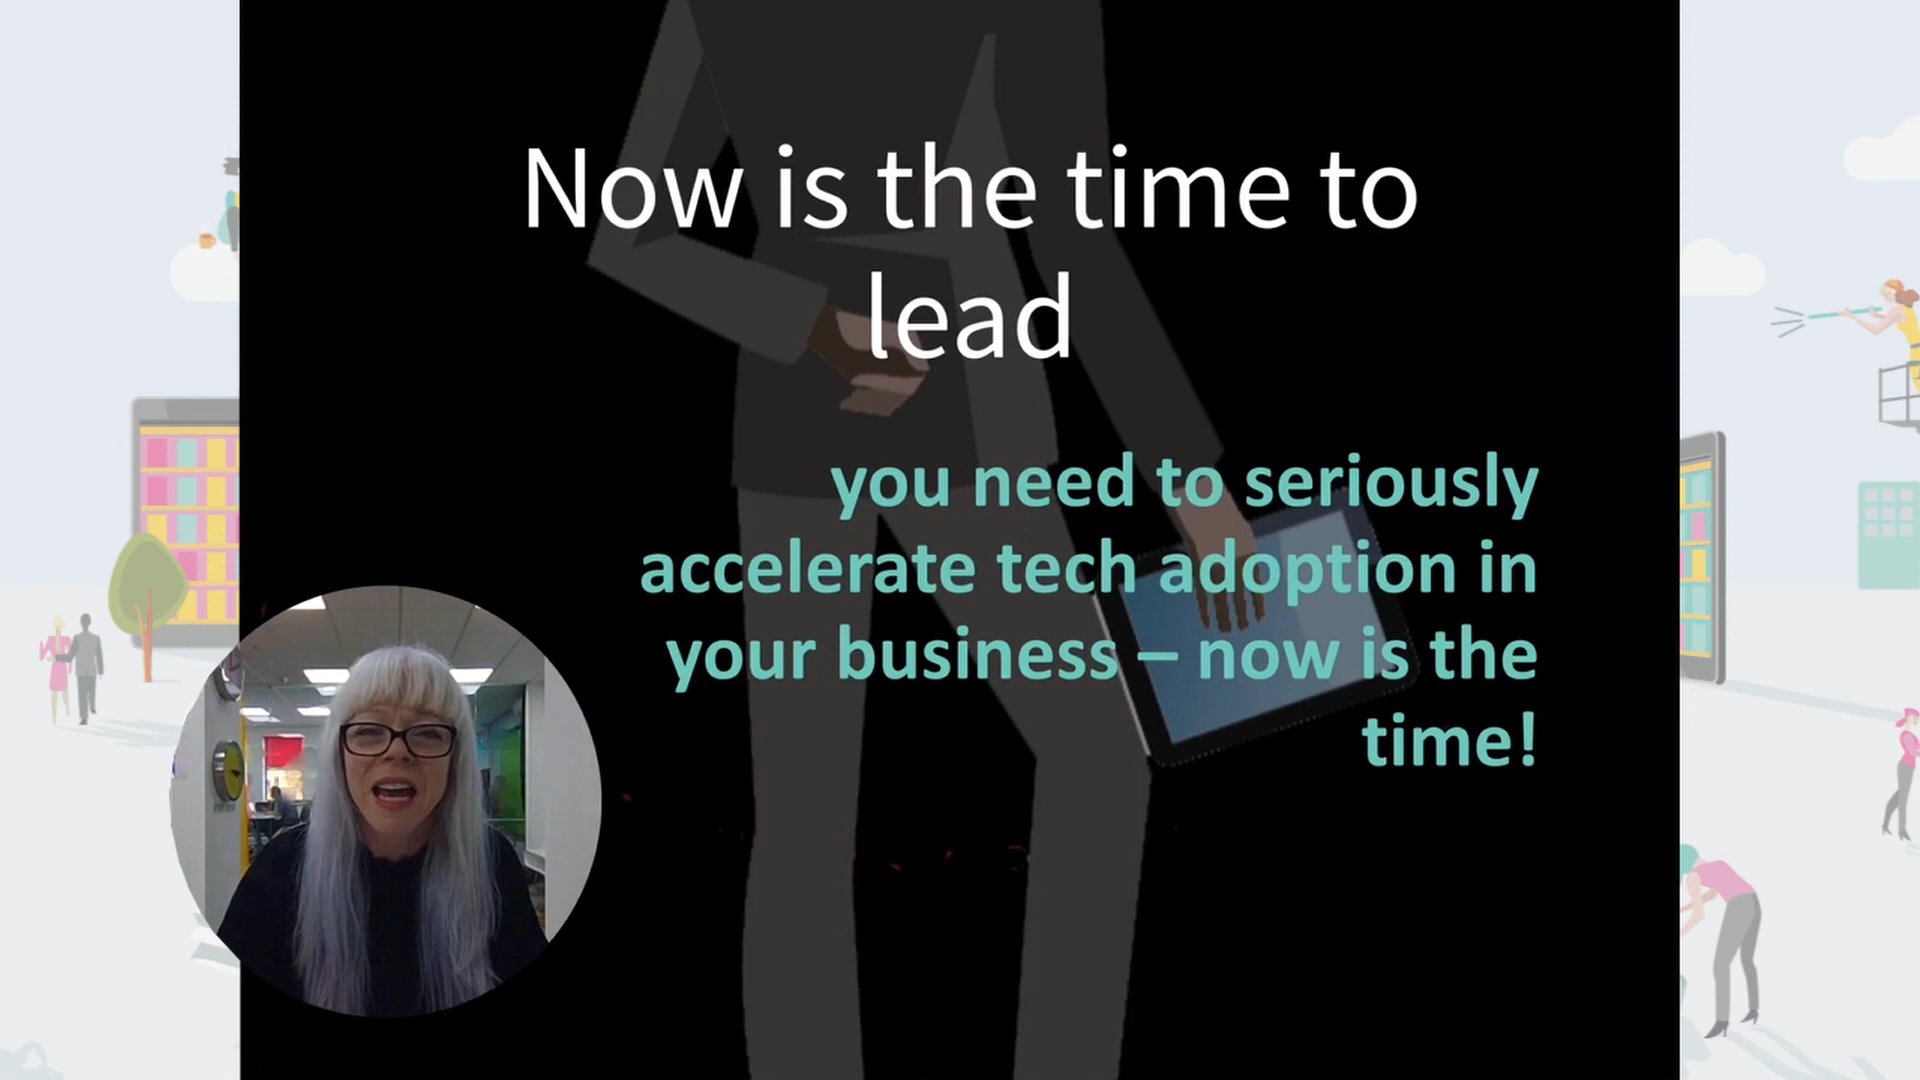 Now is the time to
lead
you need to seriously
accelerate tech adoption in
your business – now is the
time!